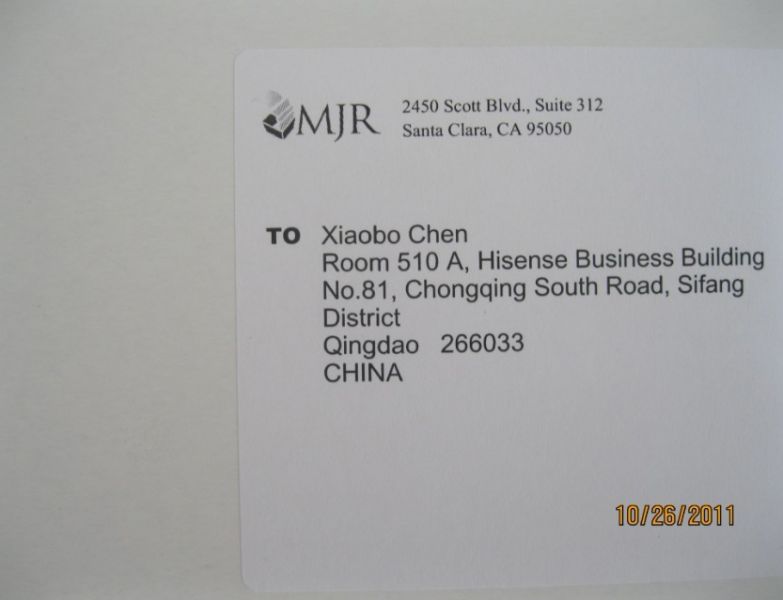 MJR
2450 Scott Blvd., Suite 312
Santa Clara, CA 95050
TO Xiaobo Chen
Room 510 A, Hisense Business Building
No.81, Chongqing South Road, Sifang
District
Qingdao 266033
CHINA
10/26/2011